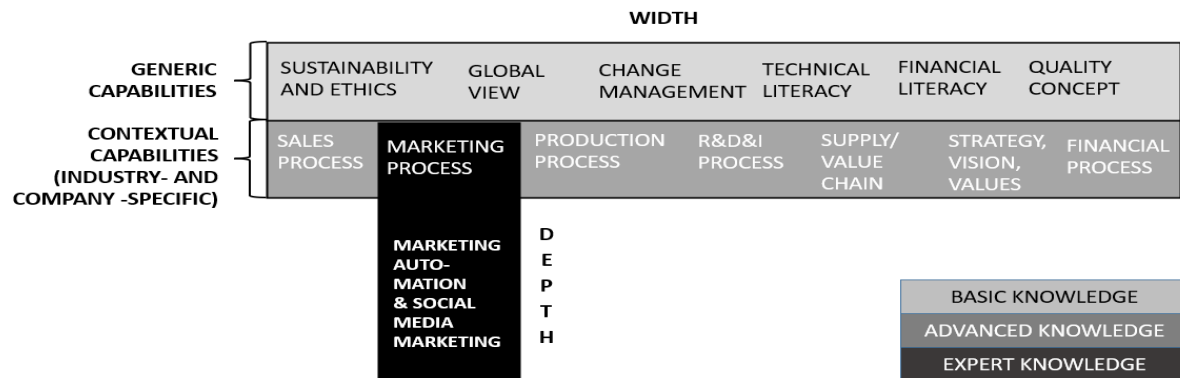 WIDTH
GENERIC
CAPABILITIES
SUSTAINABILITY
AND ETHICS
GLOBAL
VIEW
CHANGE
MANAGEMENT
TECHNICAL
LITERACY
FINANCIAL
LITERACY
QUALITY
CONCEPT
CONTEXTUAL
CAPABILITIES
(INDUSTRY- AND
COMPANY -SPECIFIC)
SALES
PROCESS
MARKETING
PROCESS
PRODUCTION
PROCESS
R&D&I
PROCESS
SUPPLY/
VALUE
CHAIN
STRATEGY,
VISION,
VALUES
FINANCIAL
PROCESS
MARKETING
AUTO-
MATION
& SOCIAL
MEDIA
MARKETING
D
E
P
T
H
BASIC KNOWLEDGE
ADVANCED KNOWLEDGE
EXPERT KNOWLEDGE